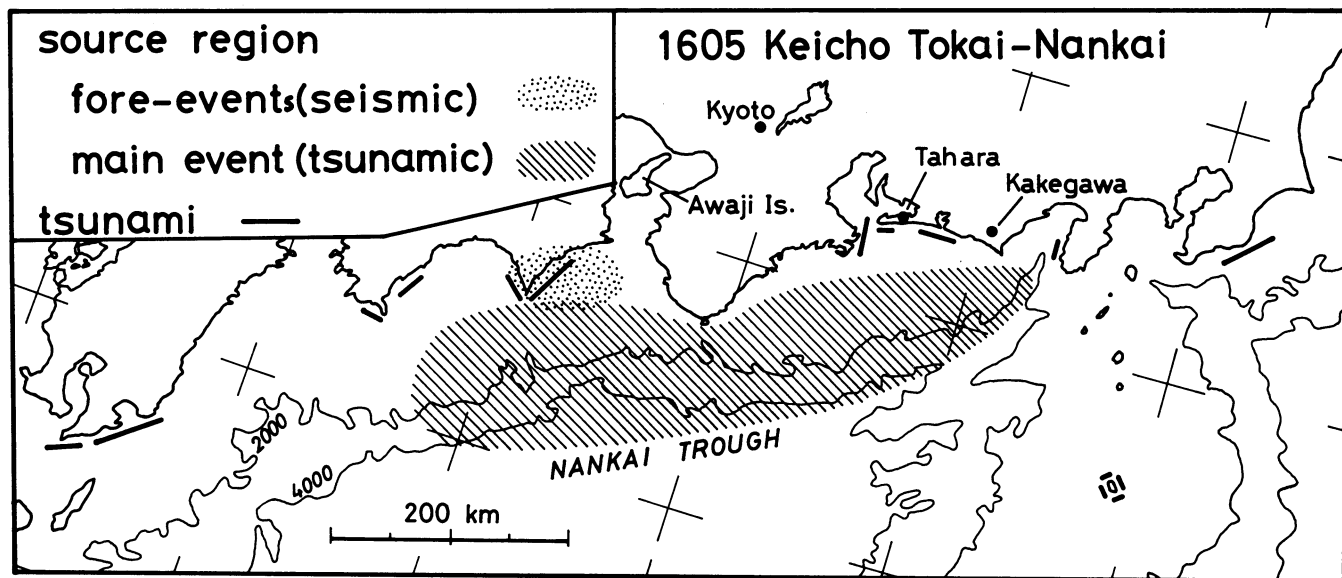 source region
fore-events(seismic)
main event (tsunamic)
tsunami
1605 Keicho Tokai-Nankai
Kyoto
Tahara
Kakegawa
Awaji Is.
2000
4000
NANKAI TROUGH
200 km